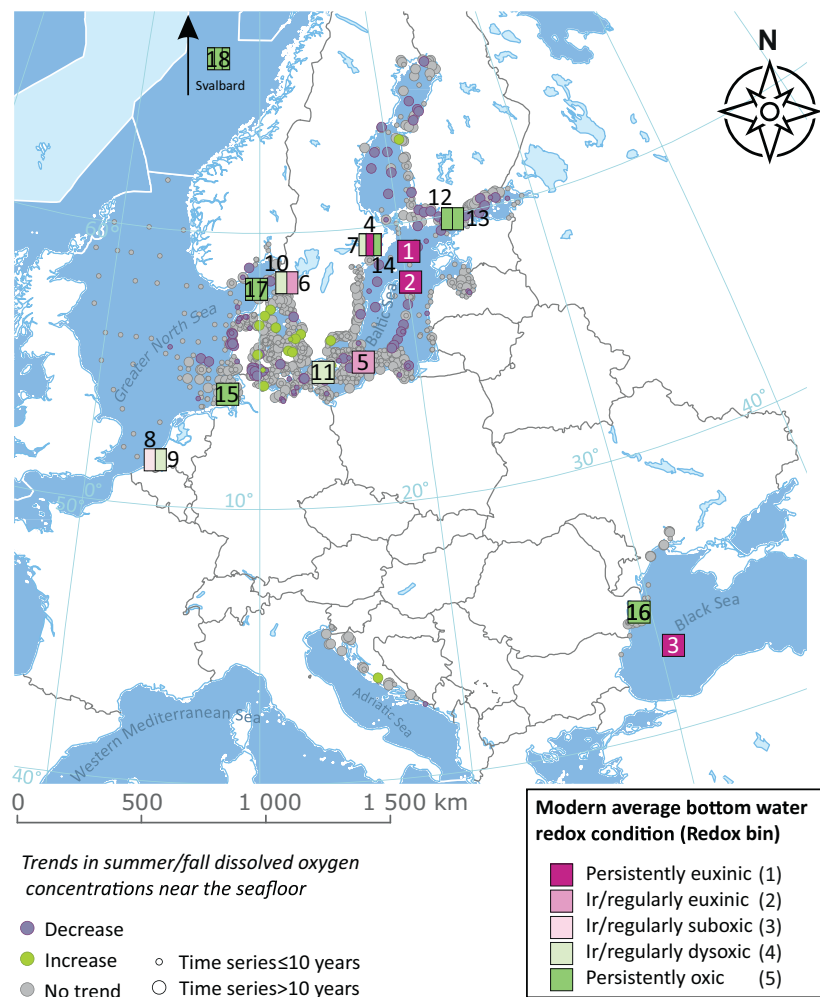 18
Svalbard
N
60°
12
13
4
7
14
1
2
10
6
17
Greater North Sea
Baltic Sea
5
11
15
8
9
50°
0°
10°
20°
30°
40°
16
Black Sea
3
Adriatic Sea
Western Mediterranean Sea
40°
0 500 1 000 1 500 km
Trends in summer/fall dissolved oxygen
concentrations near the seafloor
Decrease
Increase
No trend
Time series≤10 years
Time series>10 years
Modern average bottom water
redox condition (Redox bin)
Persistently euxinic (1)
Ir/regularly euxinic (2)
Ir/regularly suboxic (3)
Ir/regularly dysoxic (4)
Persistently oxic (5)